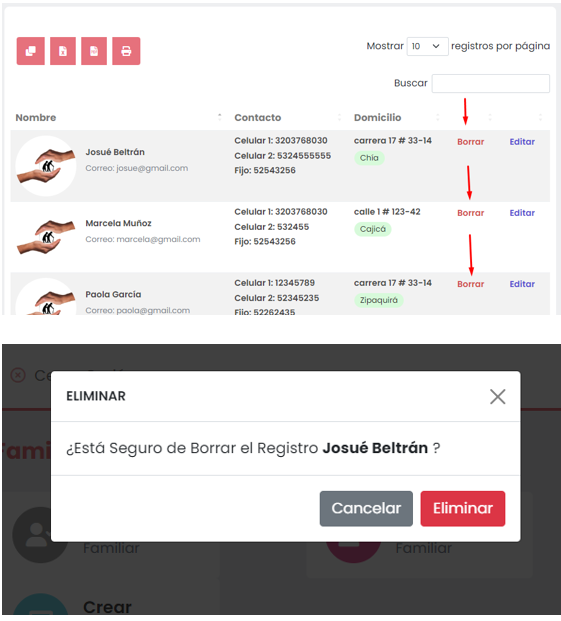 Mostrar 10 registros por página
Buscar
Nombre Contacto Domicilio
Josué Beltrán
Correo: josue@gmail.com
Celular 1: 3203768030
Celular 2: 5324555555
Fijo: 52543256
carrera 17 # 33-14
Chía
Borrar Editar
Marcela Muñoz
Correo: marcela@gmail.com
Celular 1: 3203768030
Celular 2: 532455
Fijo: 52543256
calle 1 # 123-42
Cajicá
Borrar Editar
Paola García
Correo: paola@gmail.com
Celular 1: 12345789
Celular 2: 52345235
Fijo: 52262435
carrera 17 # 33-14
Zipaquirá
Borrar Editar
ELIMINAR
¿Está Seguro de Borrar el Registro Josué Beltrán ?
Cancelar Eliminar
Fami
Familiar
Familiar
Crear